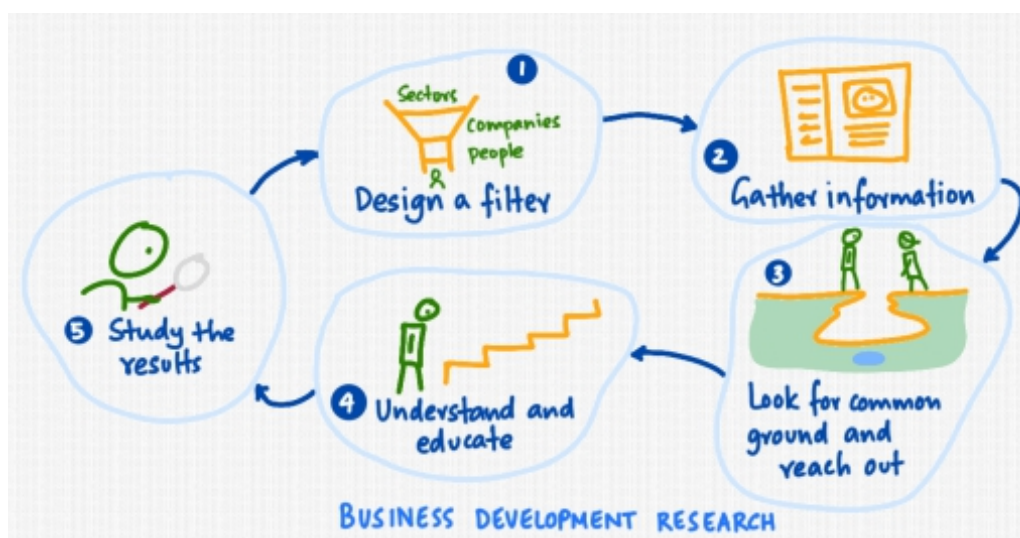 1
Sectors
Companies
people
Design a filter
2
Gather information
3
Look for common
ground and
reach out
4 Understand and
educate
5 Study the
results
BUSINESS DEVELOPMENT RESEARCH